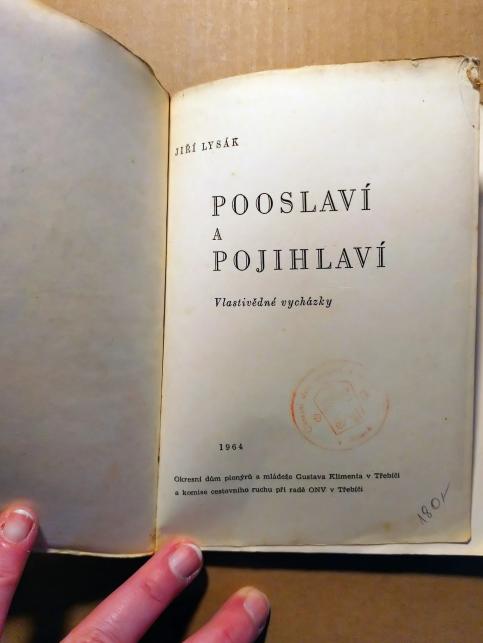 JIŘÍ LYSÁK
POOSLAVÍ
A
POJIHLAVÍ
Vlastivědné vycházky
1964
Okresní dům pionýrů a mládeže Gustava Klimenta v Třebíči
a komise cestovního ruchu při radě ONV v Třebíči
180,-